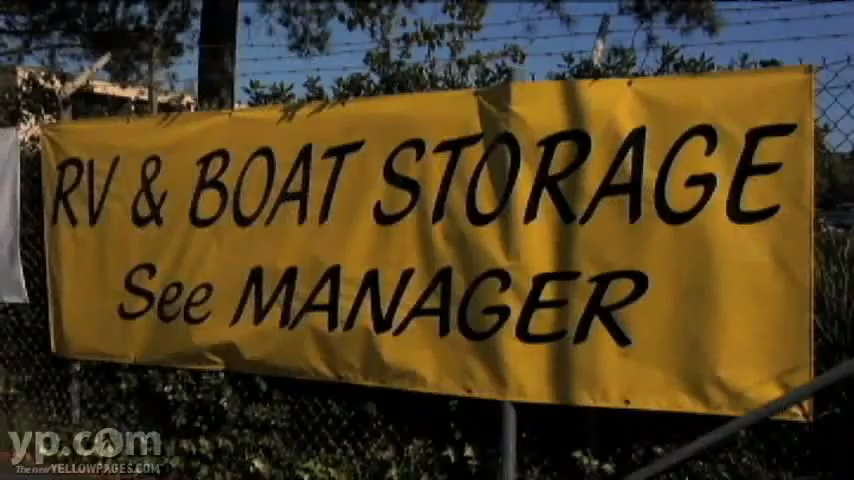 RV & BOAT STORAGE
See MANAGER
yp.com
The new YELLOWPAGES.COM